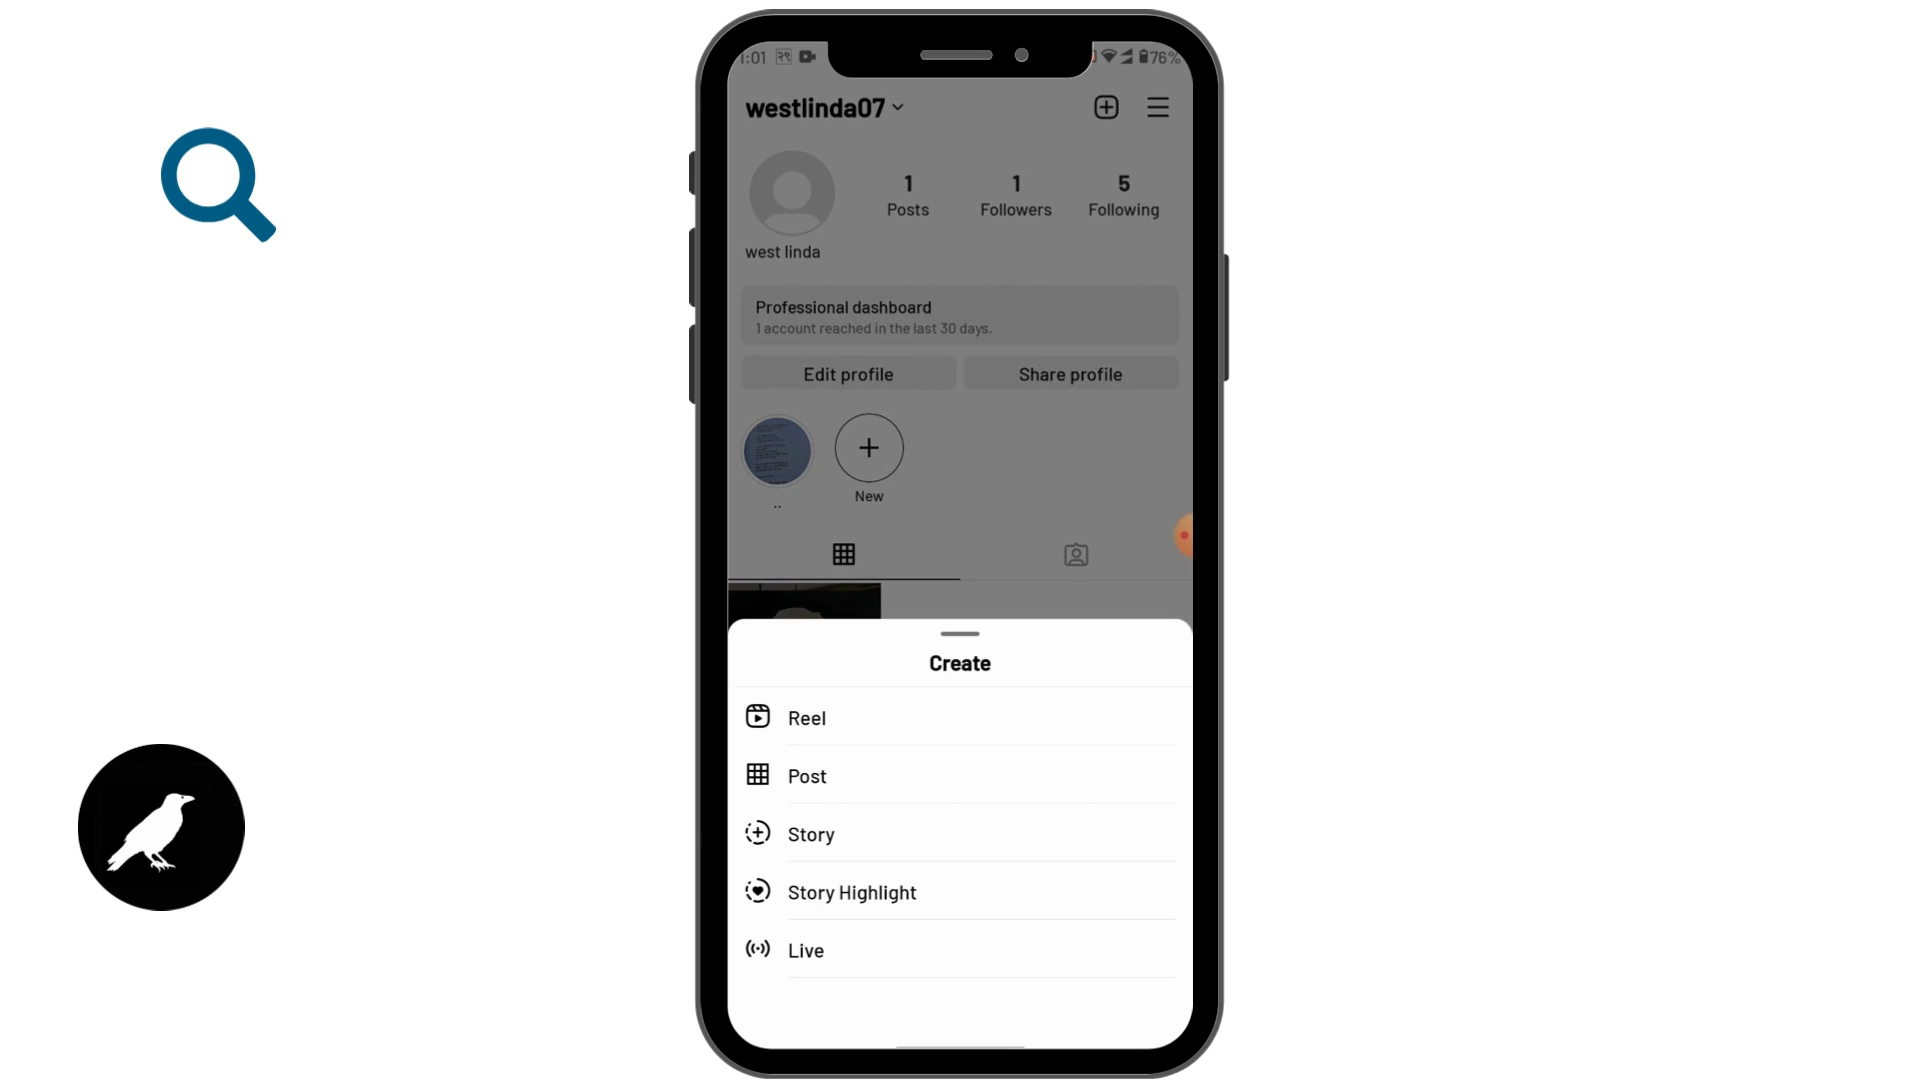 1:01
76%
westlinda07
1
Posts
1
Followers
5
Following
west linda
Professional dashboard
1 account reached in the last 30 days.
Edit profile
Share profile
..
New
Create
Reel
Post
Story
Story Highlight
Live